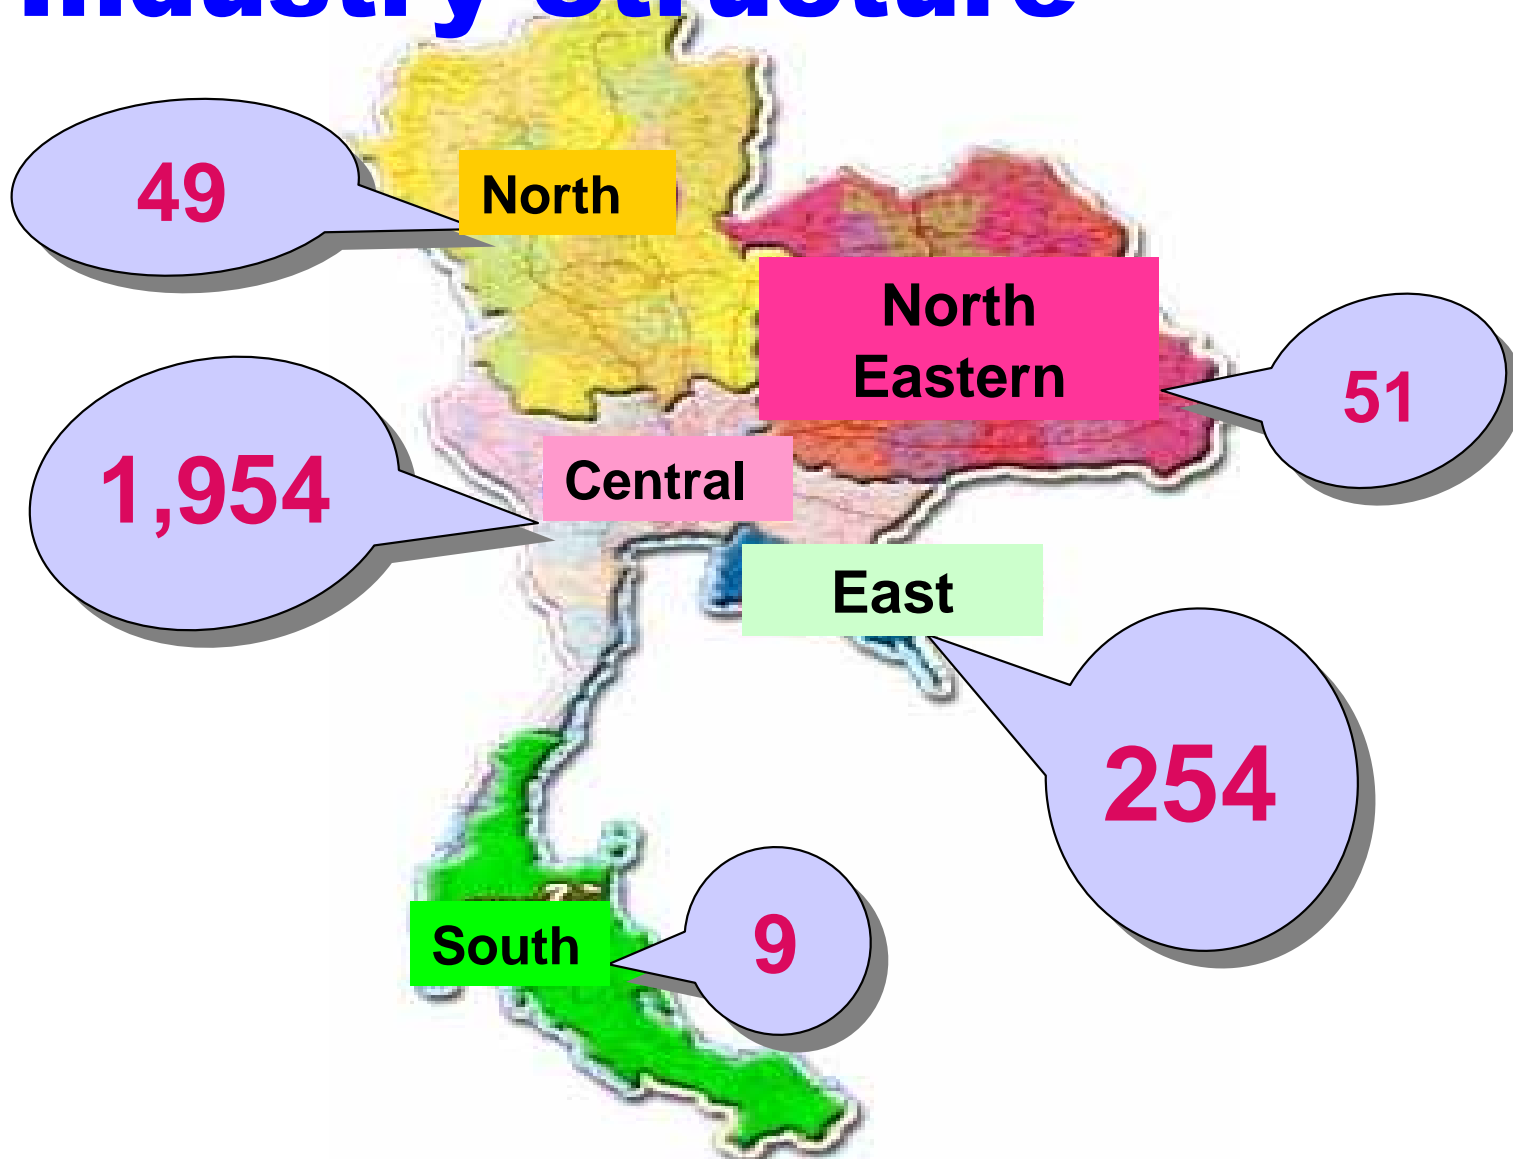 Industry Structure
49
North
North
Eastern
51
1,954
Central
East
254
South
9